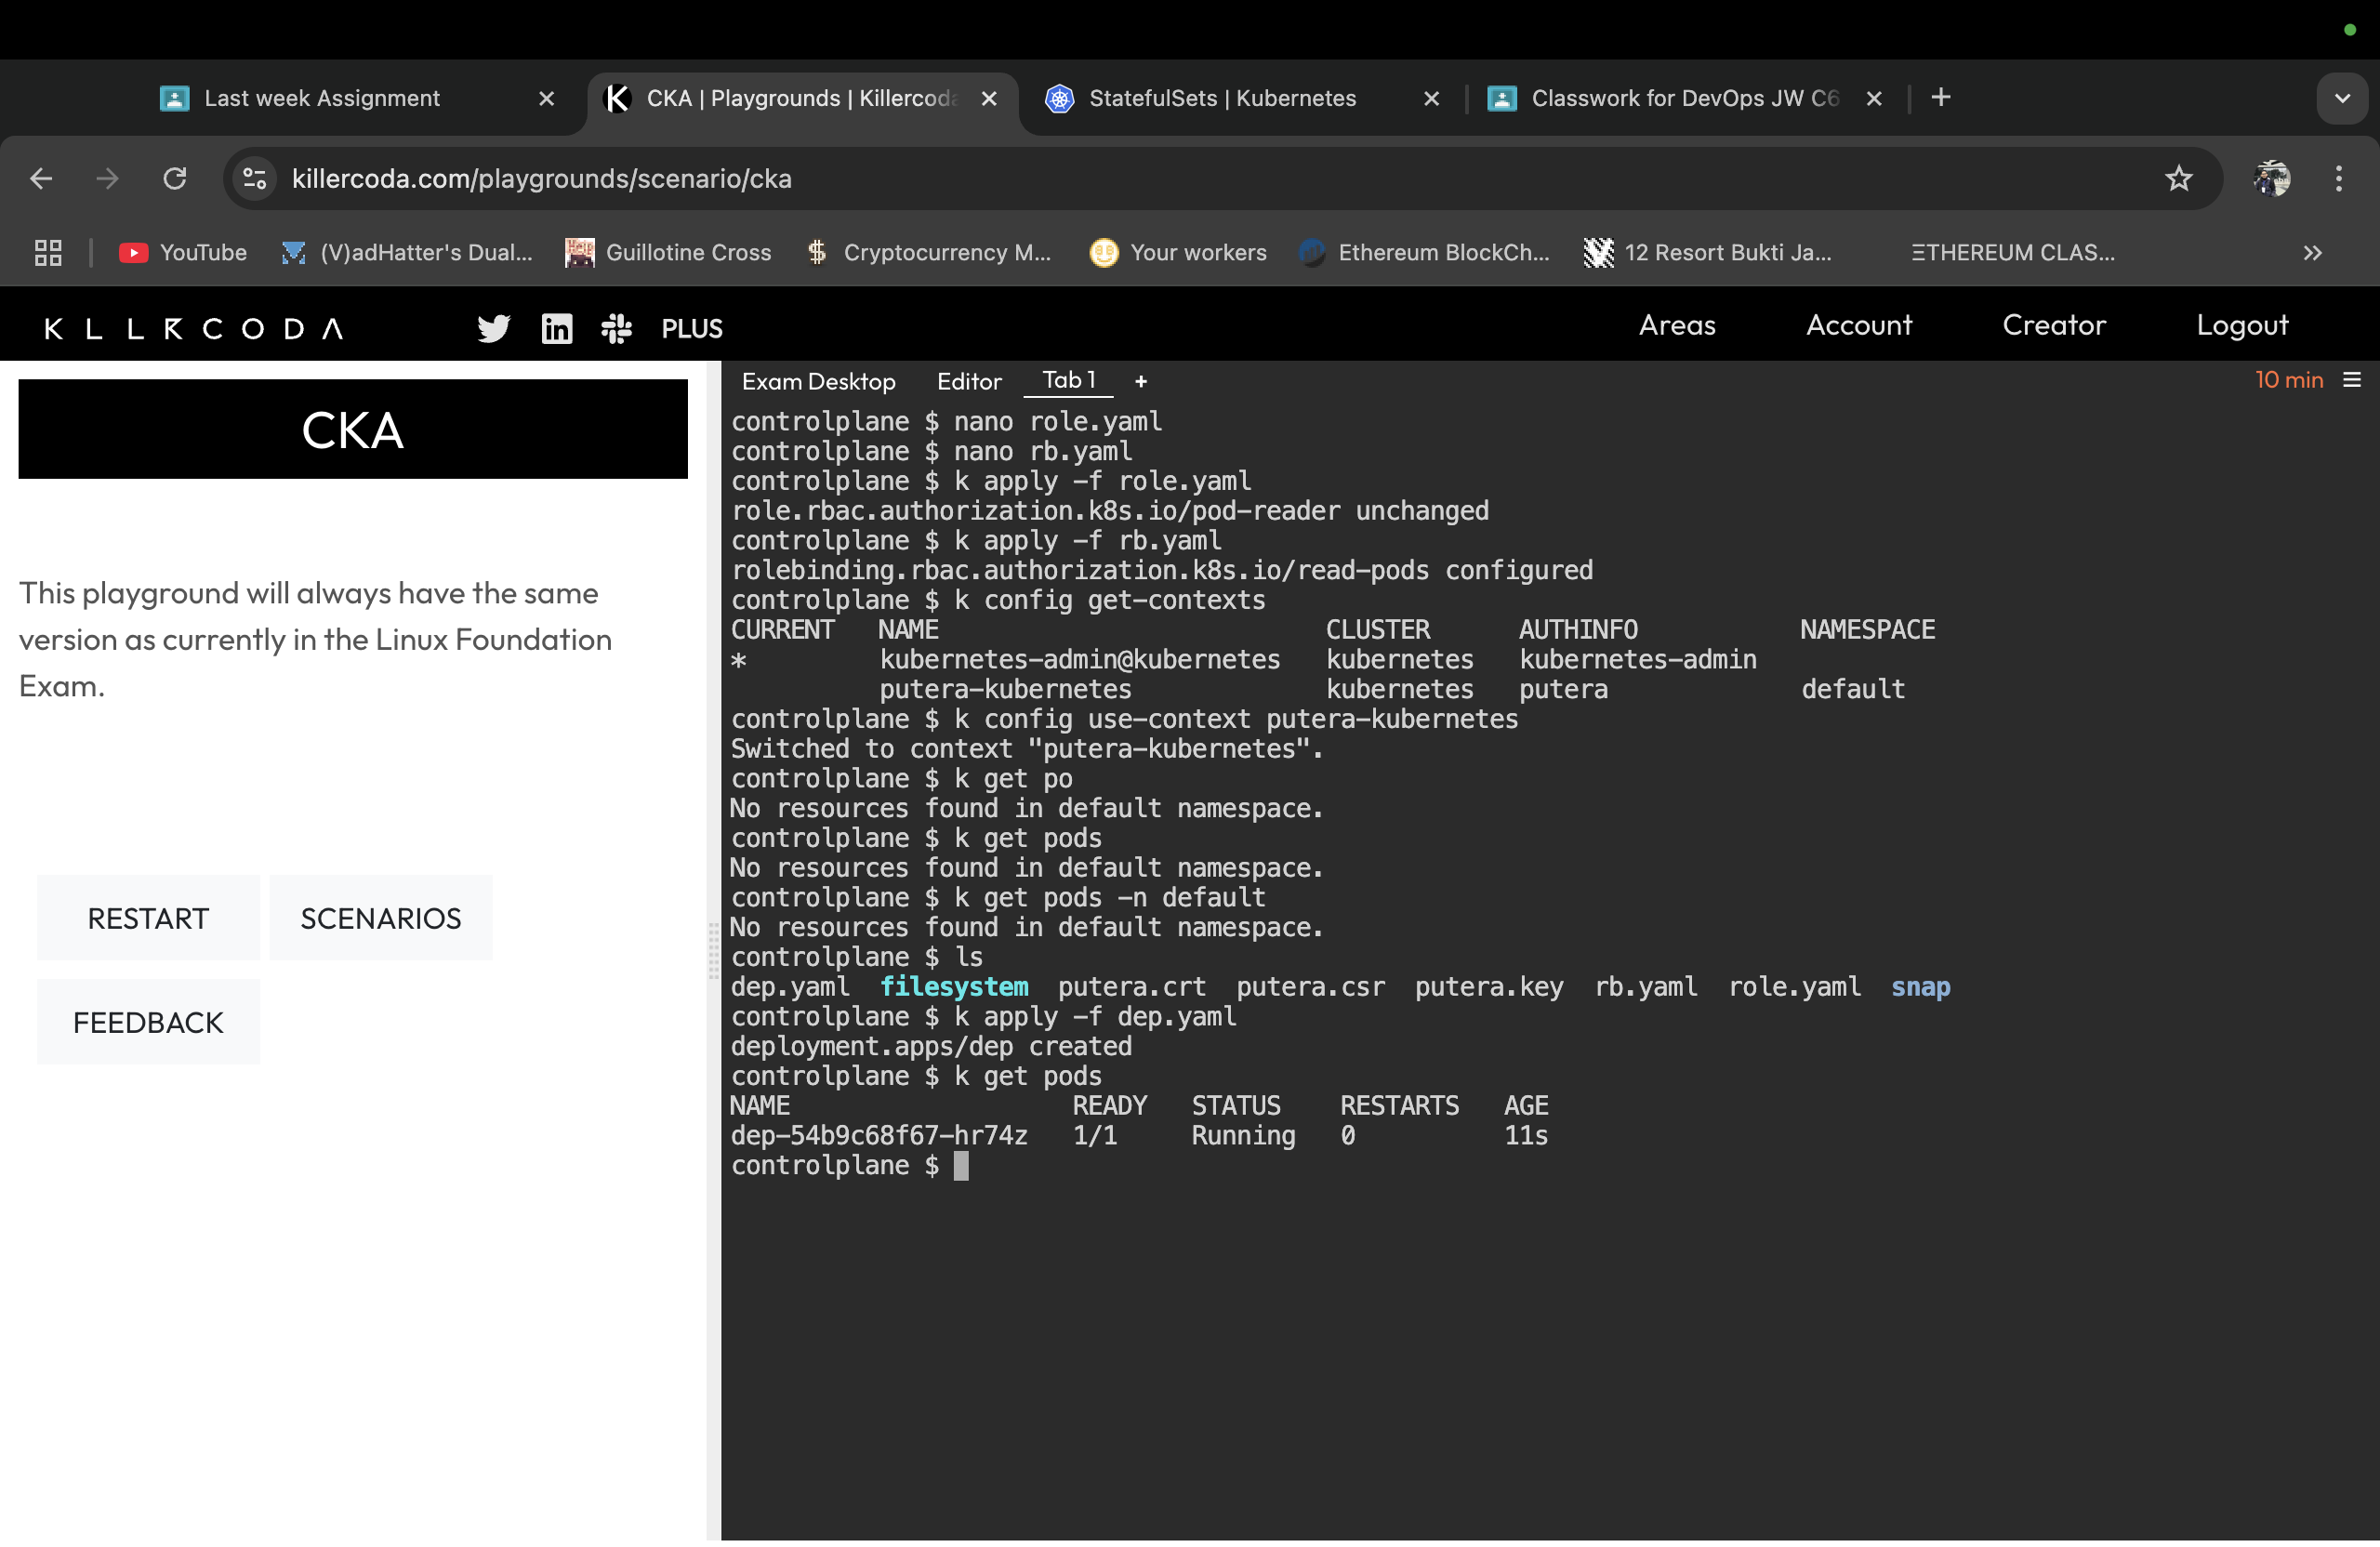 Last week Assignment
CKA | Playgrounds | Killercoda
StatefulSets | Kubernetes
Classwork for DevOps JW C6
killercoda.com/playgrounds/scenario/cka
YouTube
(V)adHatter's Dual...
Guillotine Cross
Cryptocurrency M...
Your workers
Ethereum BlockCh...
12 Resort Bukti Ja...
ΞTHEREUM CLAS...
KLLRCODA
PLUS
Areas
Account
Creator
Logout
CKA
This playground will always have the same
version as currently in the Linux Foundation
Exam.
RESTART
SCENARIOS
FEEDBACK
Exam Desktop Editor Tab 1 +
10 min
controlplane $ nano role.yaml
controlplane $ nano rb.yaml
controlplane $ k apply -f role.yaml
role.rbac.authorization.k8s.io/pod-reader unchanged
controlplane $ k apply -f rb.yaml
rolebinding.rbac.authorization.k8s.io/read-pods configured
controlplane $ k config get-contexts
CURRENT   NAME                          CLUSTER      AUTHINFO           NAMESPACE
*         kubernetes-admin@kubernetes   kubernetes   kubernetes-admin
          putera-kubernetes             kubernetes   putera             default
controlplane $ k config use-context putera-kubernetes
Switched to context "putera-kubernetes".
controlplane $ k get po
No resources found in default namespace.
controlplane $ k get pods
No resources found in default namespace.
controlplane $ k get pods -n default
No resources found in default namespace.
controlplane $ ls
dep.yaml  filesystem  putera.crt  putera.csr  putera.key  rb.yaml  role.yaml  snap
controlplane $ k apply -f dep.yaml
deployment.apps/dep created
controlplane $ k get pods
NAME                   READY   STATUS    RESTARTS   AGE
dep-54b9c68f67-hr74z   1/1     Running   0          11s
controlplane $